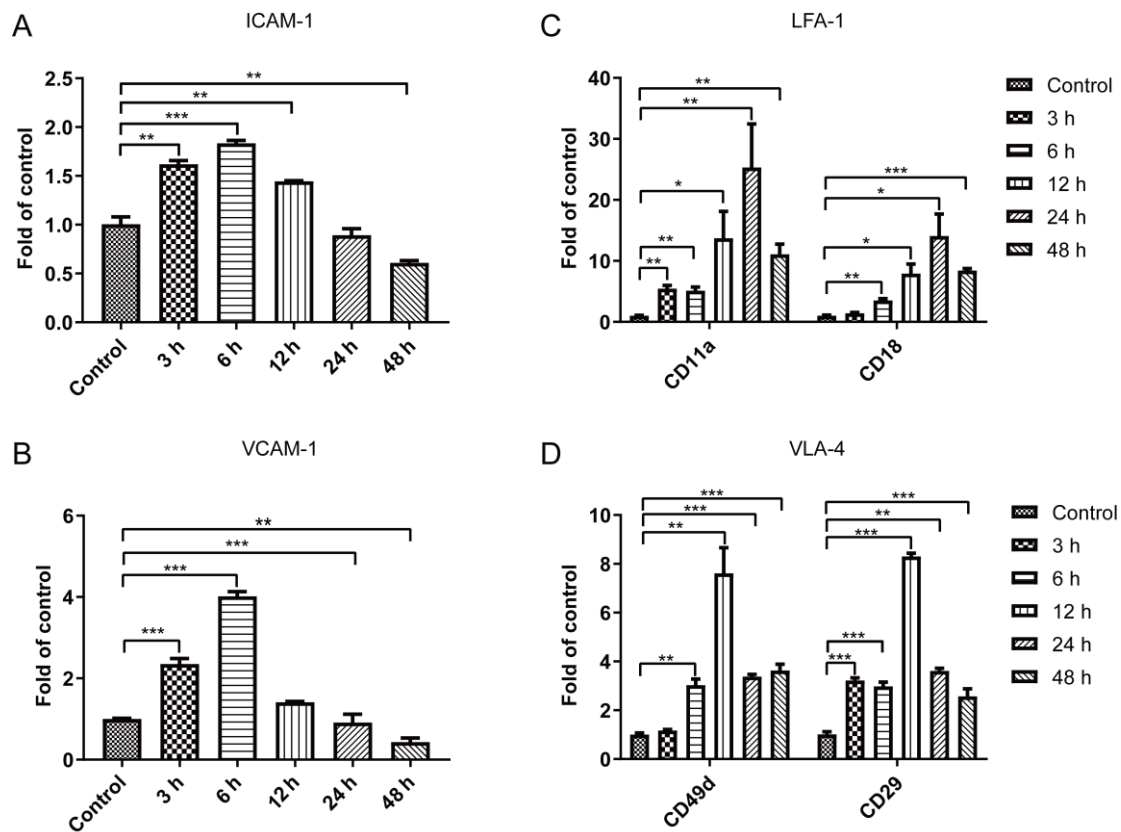 A
ICAM-1
Fold of control
2.5
2.0
1.5
1.0
0.5
0.0
**
**
***
**
Control
3 h
6 h
12 h
24 h
48 h
C
LFA-1
Fold of control
40
30
20
10
0
**
**
*
**
**
***
*
*
**
CD11a
CD18
Control
3 h
6 h
12 h
24 h
48 h
B
VCAM-1
Fold of control
6
4
2
0
**
***
***
***
Control
3 h
6 h
12 h
24 h
48 h
D
VLA-4
Fold of control
10
8
6
4
2
0
***
***
**
**
***
**
***
***
***
CD49d
CD29
Control
3 h
6 h
12 h
24 h
48 h